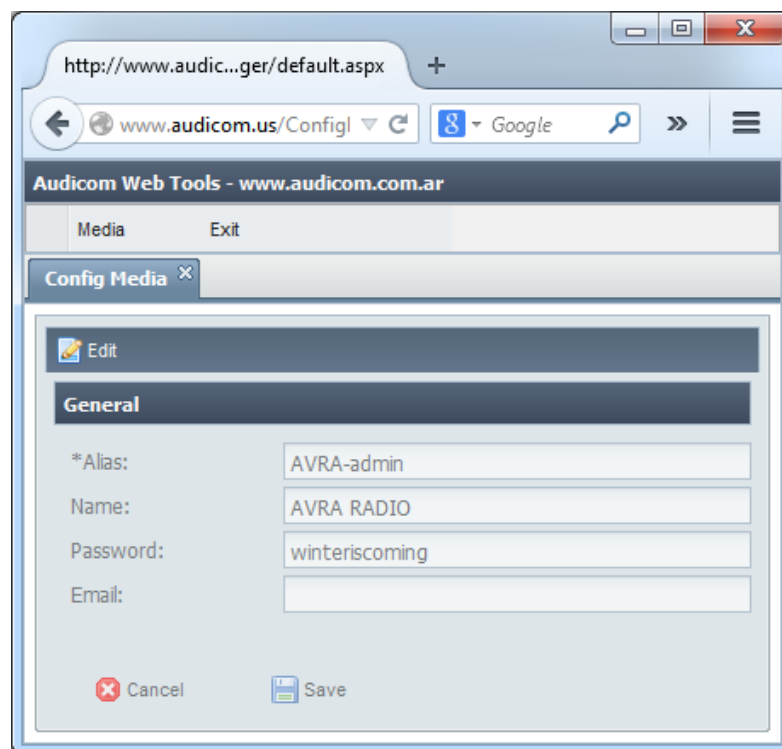 http://www.audic...ger/default.aspx
www.audicom.us/Configl
Google
Audicom Web Tools - www.audicom.com.ar
Media Exit
Config Media
Edit
General
*Alias: AVRA-admin
Name: AVRA RADIO
Password: winteriscoming
Email:
Cancel Save